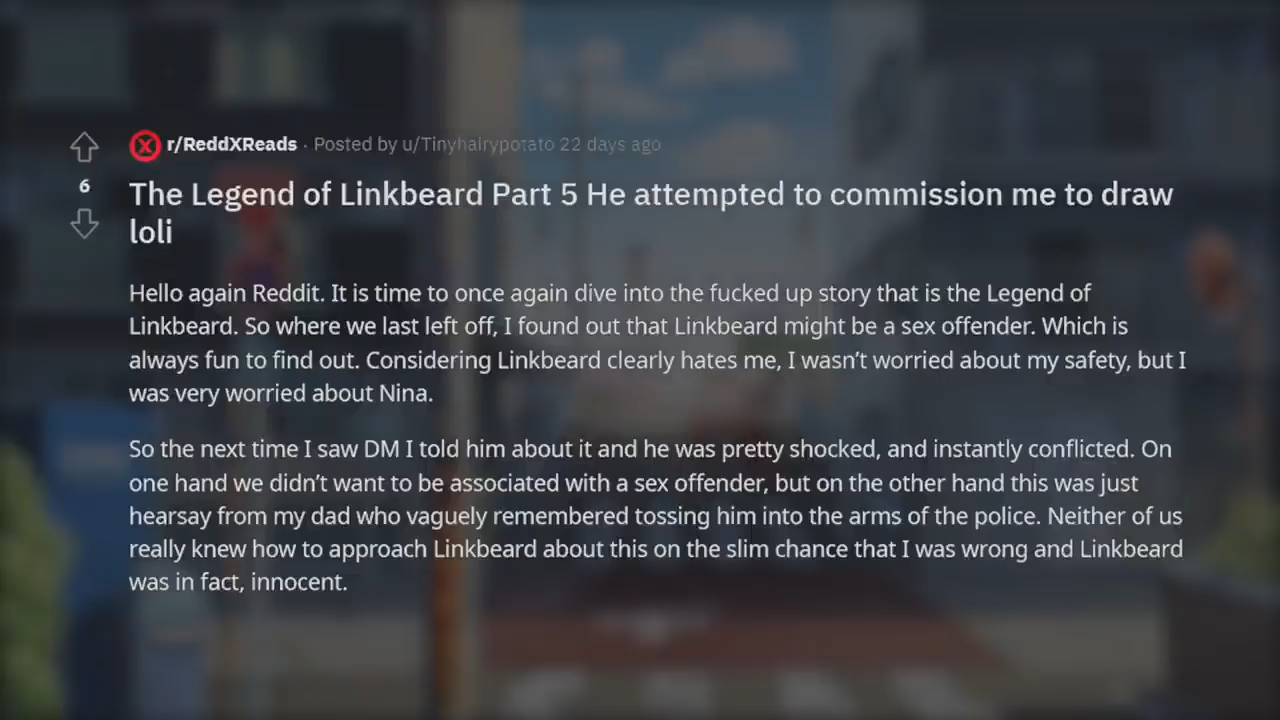 r/ReddXReads · Posted by u/Tinyhairypotato 22 days ago
6
The Legend of Linkbeard Part 5 He attempted to commission me to draw
loli
Hello again Reddit. It is time to once again dive into the fucked up story that is the Legend of
Linkbeard. So where we last left off, I found out that Linkbeard might be a sex offender. Which is
always fun to find out. Considering Linkbeard clearly hates me, I wasn’t worried about my safety, but I
was very worried about Nina.
So the next time I saw DM I told him about it and he was pretty shocked, and instantly conflicted. On
one hand we didn’t want to be associated with a sex offender, but on the other hand this was just
hearsay from my dad who vaguely remembered tossing him into the arms of the police. Neither of us
really knew how to approach Linkbeard about this on the slim chance that I was wrong and Linkbeard
was in fact, innocent.